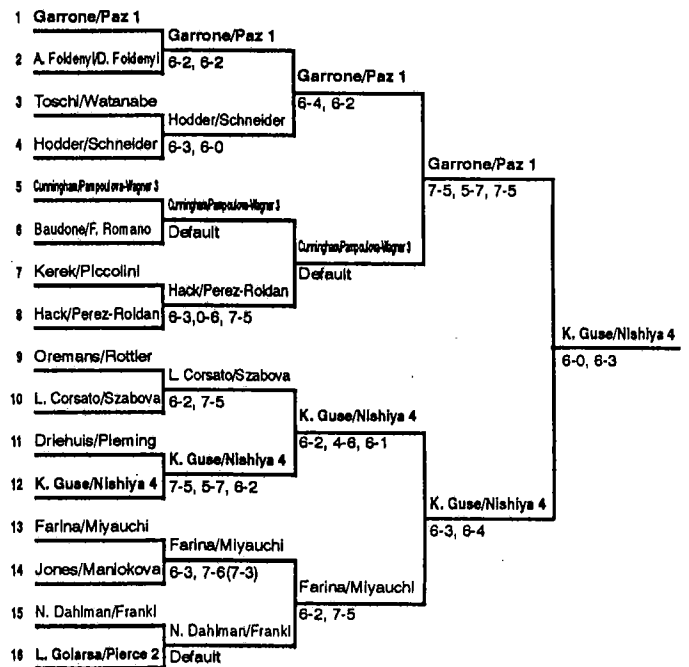 1 Garrone/Paz 1
Garrone/Paz 1
2 A. Foldenyi/D. Foldenyi
6-2, 6-2
Garrone/Paz 1
6-4, 6-2
3 Toschi/Watanabe
Hodder/Schneider
4 Hodder/Schneider
6-3, 6-0
Garrone/Paz 1
7-5, 5-7, 7-5
5 Cunningham/Pampoulova-Wagner 3
Cunningham/Pampoulova-Wagner 3
6 Baudone/F. Romano
Default
Cunningham/Pampoulova-Wagner 3
Default
7 Kerek/Piccolini
Hack/Perez-Roldan
8 Hack/Perez-Roldan
6-3,0-6, 7-5
K. Guse/Nishiya 4
6-0, 6-3
9 Oremans/Rottier
L. Corsato/Szabova
10 L. Corsato/Szabova
6-2, 7-5
K. Guse/Nishiya 4
6-2, 4-6, 6-1
11 Driehuis/Pleming
K. Guse/Nishiya 4
12 K. Guse/Nishiya 4
7-5, 5-7, 6-2
K. Guse/Nishiya 4
6-3, 6-4
13 Farina/Miyauchi
Farina/Miyauchi
14 Jones/Maniokova
6-3, 7-6(7-3)
Farina/Miyauchi
6-2, 7-5
15 N. Dahlman/Frankl
N. Dahlman/Frankl
16 L. Golarsa/Pierce 2
Default